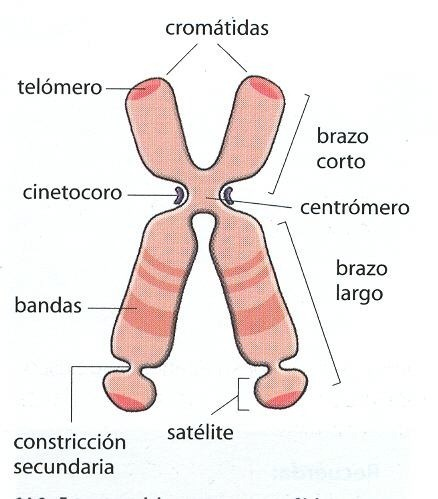 cromátidas
telómero
brazo
corto
cinetocoro
centrómero
brazo
largo
bandas
satélite
constricción
secundaria